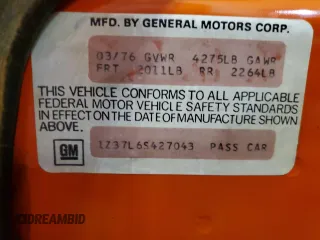 MFD. BY GENERAL MOTORS CORP.
03/76 GVWR 4275LB GAWR
FRT 2011LB RR 2264LB
THIS VEHICLE CONFORMS TO ALL APPLICABLE
FEDERAL MOTOR VEHICLE SAFETY STANDARDS
IN EFFECT ON THE DATE OF MANUFACTURE SHOWN
ABOVE.
GM
1Z37L6S427043 PASS CAR
IDREAMBID